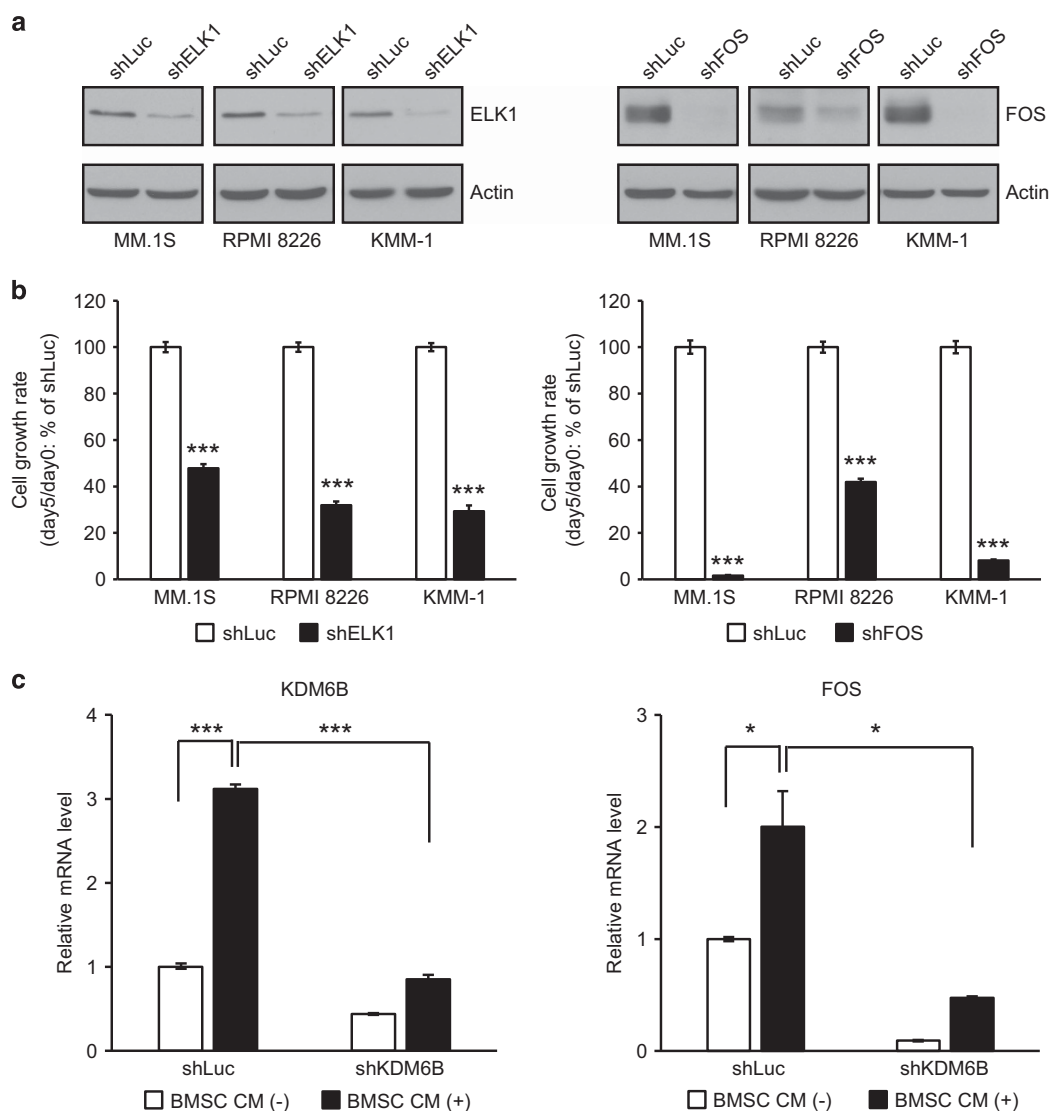 a
shLuc shELK1 shLuc shELK1 shLuc shELK1
ELK1
Actin
MM.1S RPMI 8226 KMM-1
shLuc shFOS shLuc shFOS shLuc shFOS
FOS
Actin
MM.1S RPMI 8226 KMM-1
b
Cell growth rate
(day5/day0: % of shLuc)
120
100
80
60
40
20
0
*** *** ***
MM.1S RPMI 8226 KMM-1
shLuc shELK1
Cell growth rate
(day5/day0: % of shLuc)
120
100
80
60
40
20
0
*** *** ***
MM.1S RPMI 8226 KMM-1
shLuc shFOS
c
KDM6B
Relative mRNA level
4
3
2
1
0
*** ***
shLuc shKDM6B
BMSC CM (-) BMSC CM (+)
FOS
Relative mRNA level
3
2
1
0
* *
shLuc shKDM6B
BMSC CM (-) BMSC CM (+)